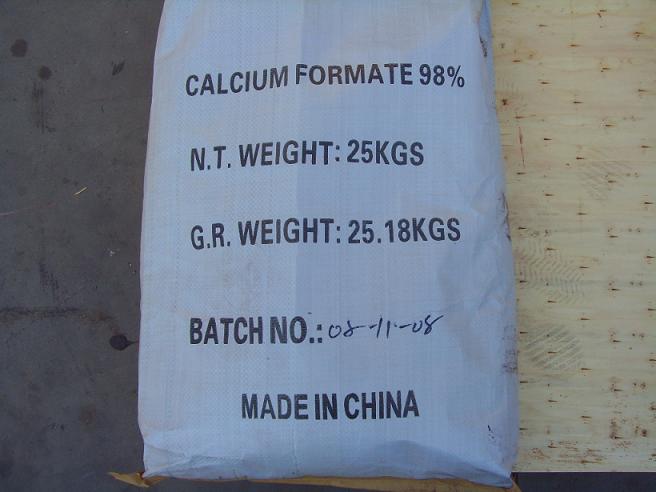 CALCIUM FORMATE 98%
N.T. WEIGHT: 25KGS
G.R. WEIGHT: 25.18KGS
BATCH NO.: 08-11-08
MADE IN CHINA